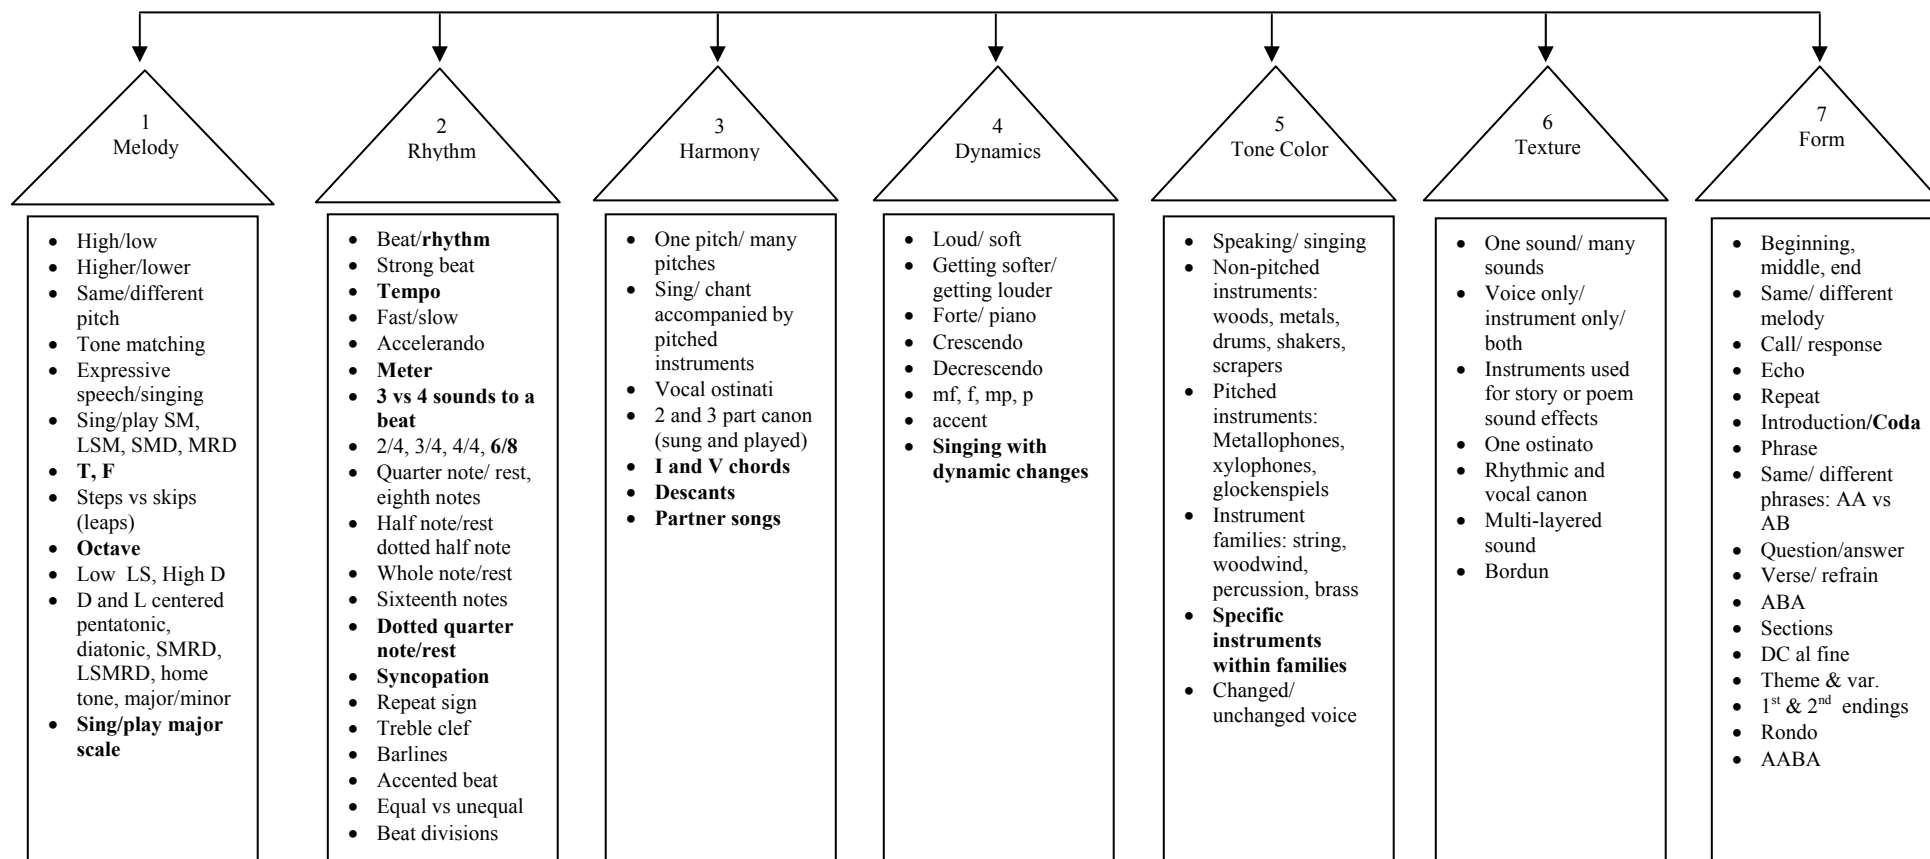 1
Melody
2
Rhythm
3
Harmony
4
Dynamics
5
Tone Color
6
Texture
7
Form
• High/low
• Higher/lower
• Same/different
pitch
• Tone matching
• Expressive
speech/singing
• Sing/play SM,
LSM, SMD, MRD
• T, F
• Steps vs skips
(leaps)
• Octave
• Low LS, High D
• D and L centered
pentatonic,
diatonic, SMRD,
LSMRD, home
tone, major/minor
• Sing/play major
scale
• Beat/rhythm
• Strong beat
• Tempo
• Fast/slow
• Accelerando
• Meter
• 3 vs 4 sounds to a
beat
• 2/4, 3/4, 4/4, 6/8
• Quarter note/ rest,
eighth notes
• Half note/rest
dotted half note
• Whole note/rest
• Sixteenth notes
• Dotted quarter
note/rest
• Syncopation
• Repeat sign
• Treble clef
• Barlines
• Accented beat
• Equal vs unequal
• Beat divisions
• One pitch/ many
pitches
• Sing/ chant
accompanied by
pitched
instruments
• Vocal ostinati
• 2 and 3 part canon
(sung and played)
• I and V chords
• Descants
• Partner songs
• Loud/ soft
• Getting softer/
getting louder
• Forte/ piano
• Crescendo
• Decrescendo
• mf, f, mp, p
• accent
• Singing with
dynamic changes
• Speaking/ singing
• Non-pitched
instruments:
woods, metals,
drums, shakers,
scrapers
• Pitched
instruments:
Metallophones,
xylophones,
glockenspiels
• Instrument
families: string,
woodwind,
percussion, brass
• Specific
instruments
within families
• Changed/
unchanged voice
• One sound/ many
sounds
• Voice only/
instrument only/
both
• Instruments used
for story or poem
sound effects
• One ostinato
• Rhythmic and
vocal canon
• Multi-layered
sound
• Bordun
• Beginning,
middle, end
• Same/ different
melody
• Call/ response
• Echo
• Repeat
• Introduction/Coda
• Phrase
• Same/ different
phrases: AA vs
AB
• Question/answer
• Verse/ refrain
• ABA
• Sections
• DC al fine
• Theme & var.
• 1st & 2nd endings
• Rondo
• AABA